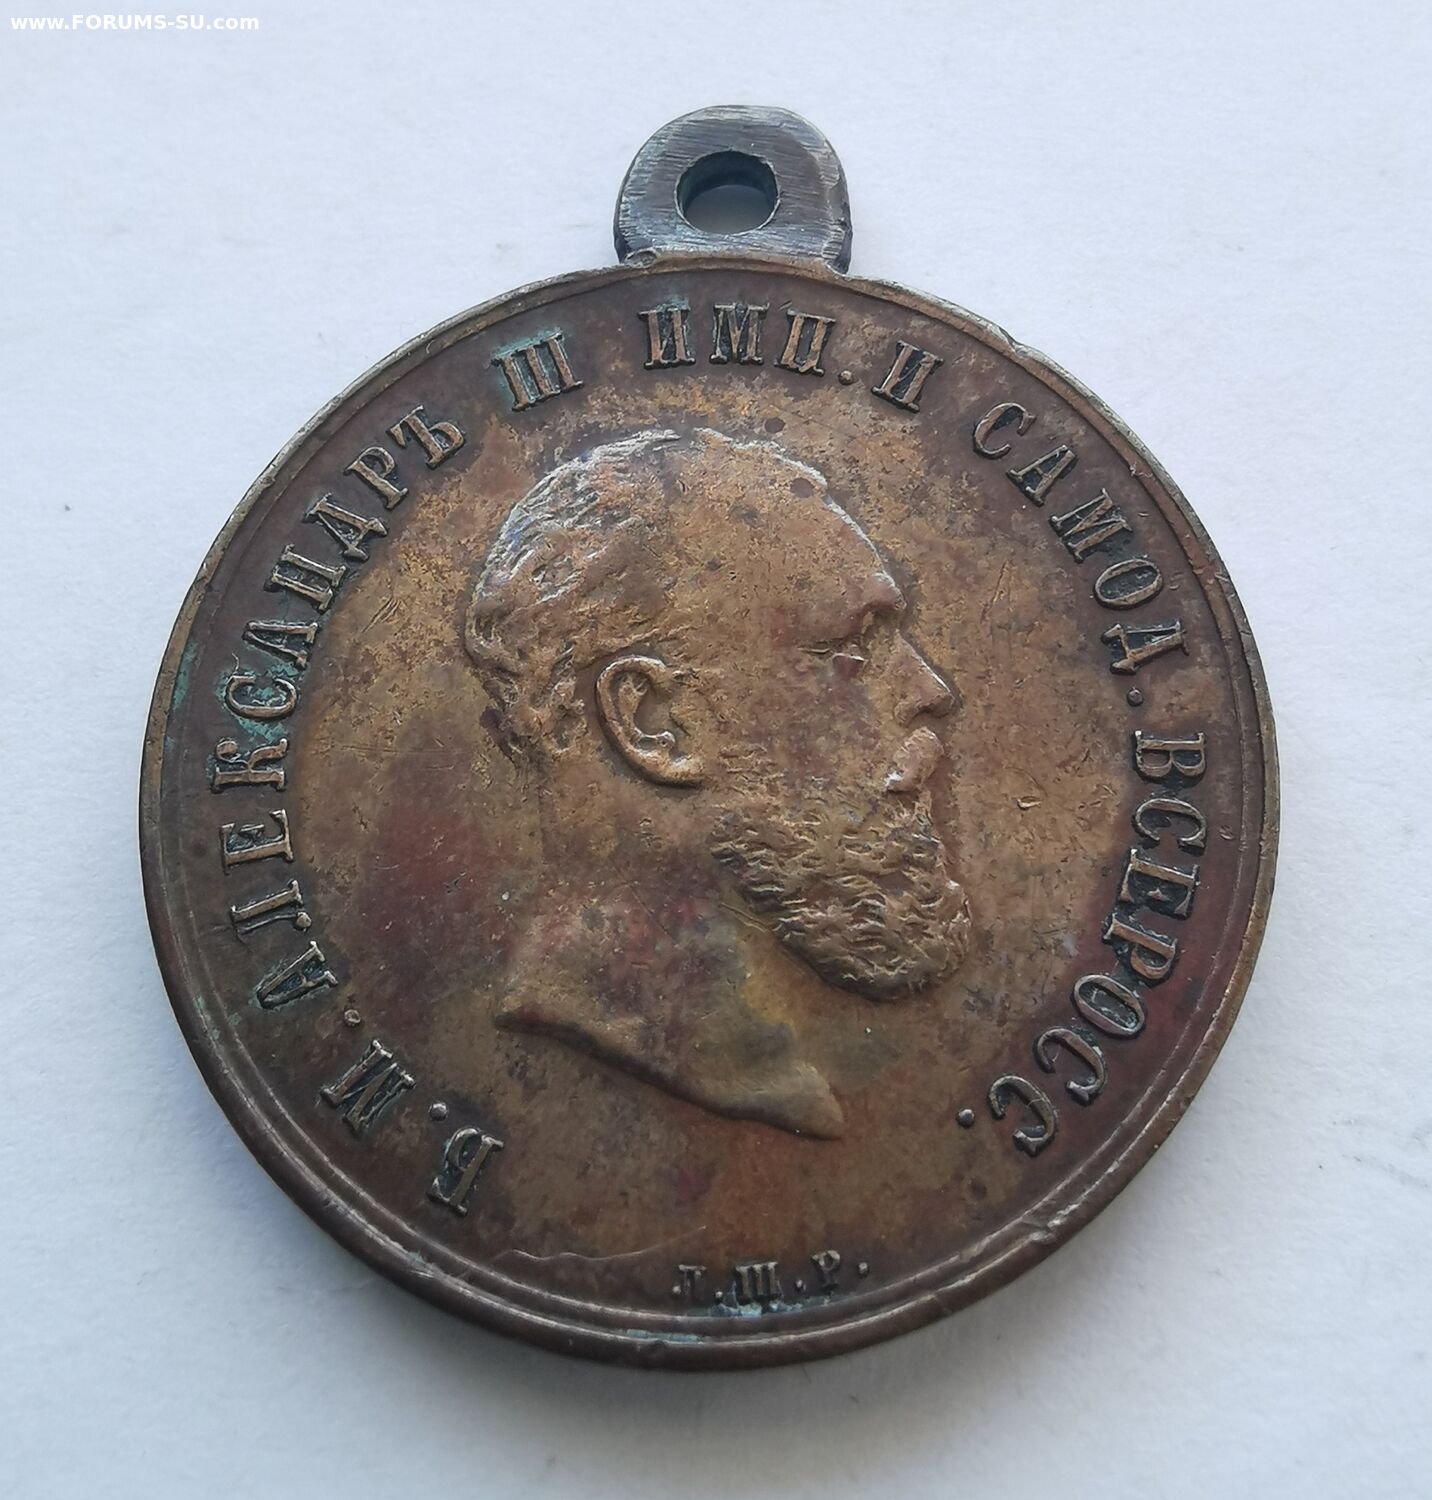 www.FORUMS-SU.com
Б. М. АЛЕКСАНДРЪ III ИМП. И САМОД. ВСЕРОСС.
Л.Ш.Р.